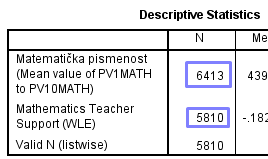 Descriptive Statistics
N Me
Matematička pismenost
(Mean value of PV1MATH
to PV10MATH) 6413 439
Mathematics Teacher
Support (WLE) 5810 -.182
Valid N (listwise) 5810